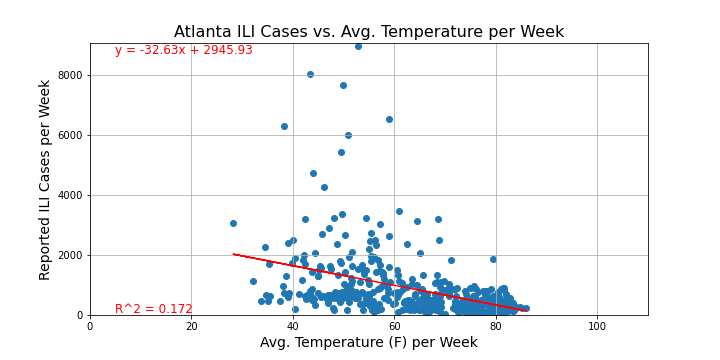 Atlanta ILI Cases vs. Avg. Temperature per Week
y = -32.63x + 2945.93
8000
6000
4000
2000
0
Reported ILI Cases per Week
R^2 = 0.172
0 20 40 60 80 100
Avg. Temperature (F) per Week